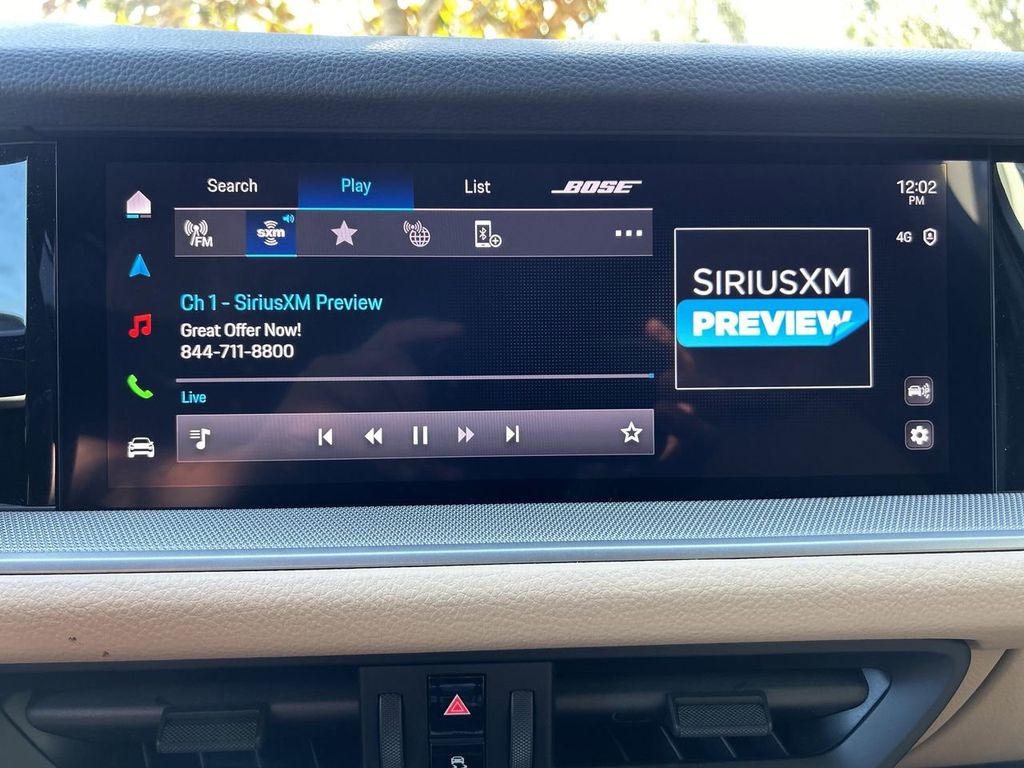 Search Play List BOSE
12:02
PM
FM sxm
4G
SIRIUSXM
PREVIEW
Ch 1 - SiriusXM Preview
Great Offer Now!
844-711-8800
Live